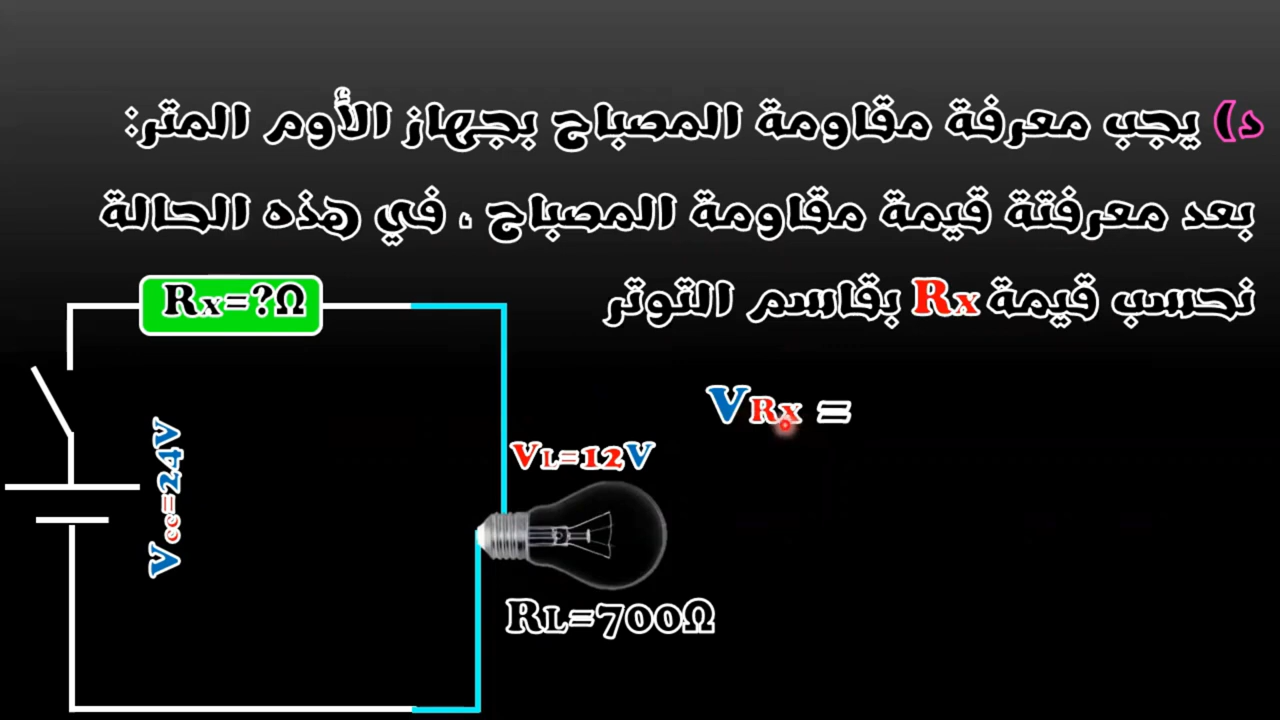 د) يجب معرفة مقاومة المصباح بجهاز الأوم المتر:
بعد معرفتة قيمة مقاومة المصباح ، في هذه الحالة
نحسب قيمة Rx بقاسم التوتر
Rx=?Ω
VRx =
VL=12V
Vcc=24V
RL=700Ω